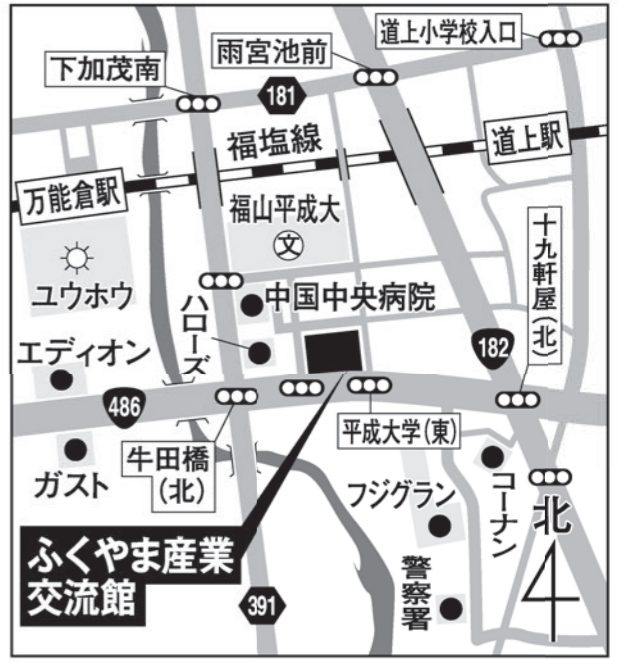 道上小学校入口
雨宮池前
下加茂南
181
福塩線
道上駅
万能倉駅
福山平成大
文
十九軒屋(北)
ユウホウ
ハローズ
中国中央病院
エディオン
182
486
牛田橋
(北)
平成大学(東)
ガスト
フジグラン
コーナン
北
ふくやま産業
交流館
391
警察署